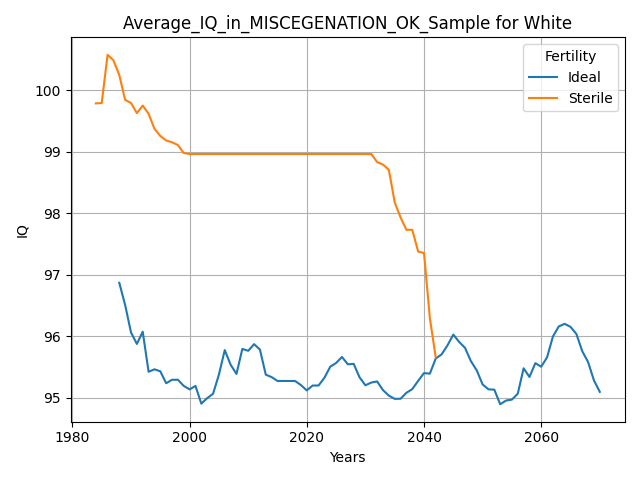 Average_IQ_in_MISCEGENATION_OK_Sample for White
Fertility
Ideal
Sterile
IQ
100
99
98
97
96
95
1980
2000
2020
2040
2060
Years